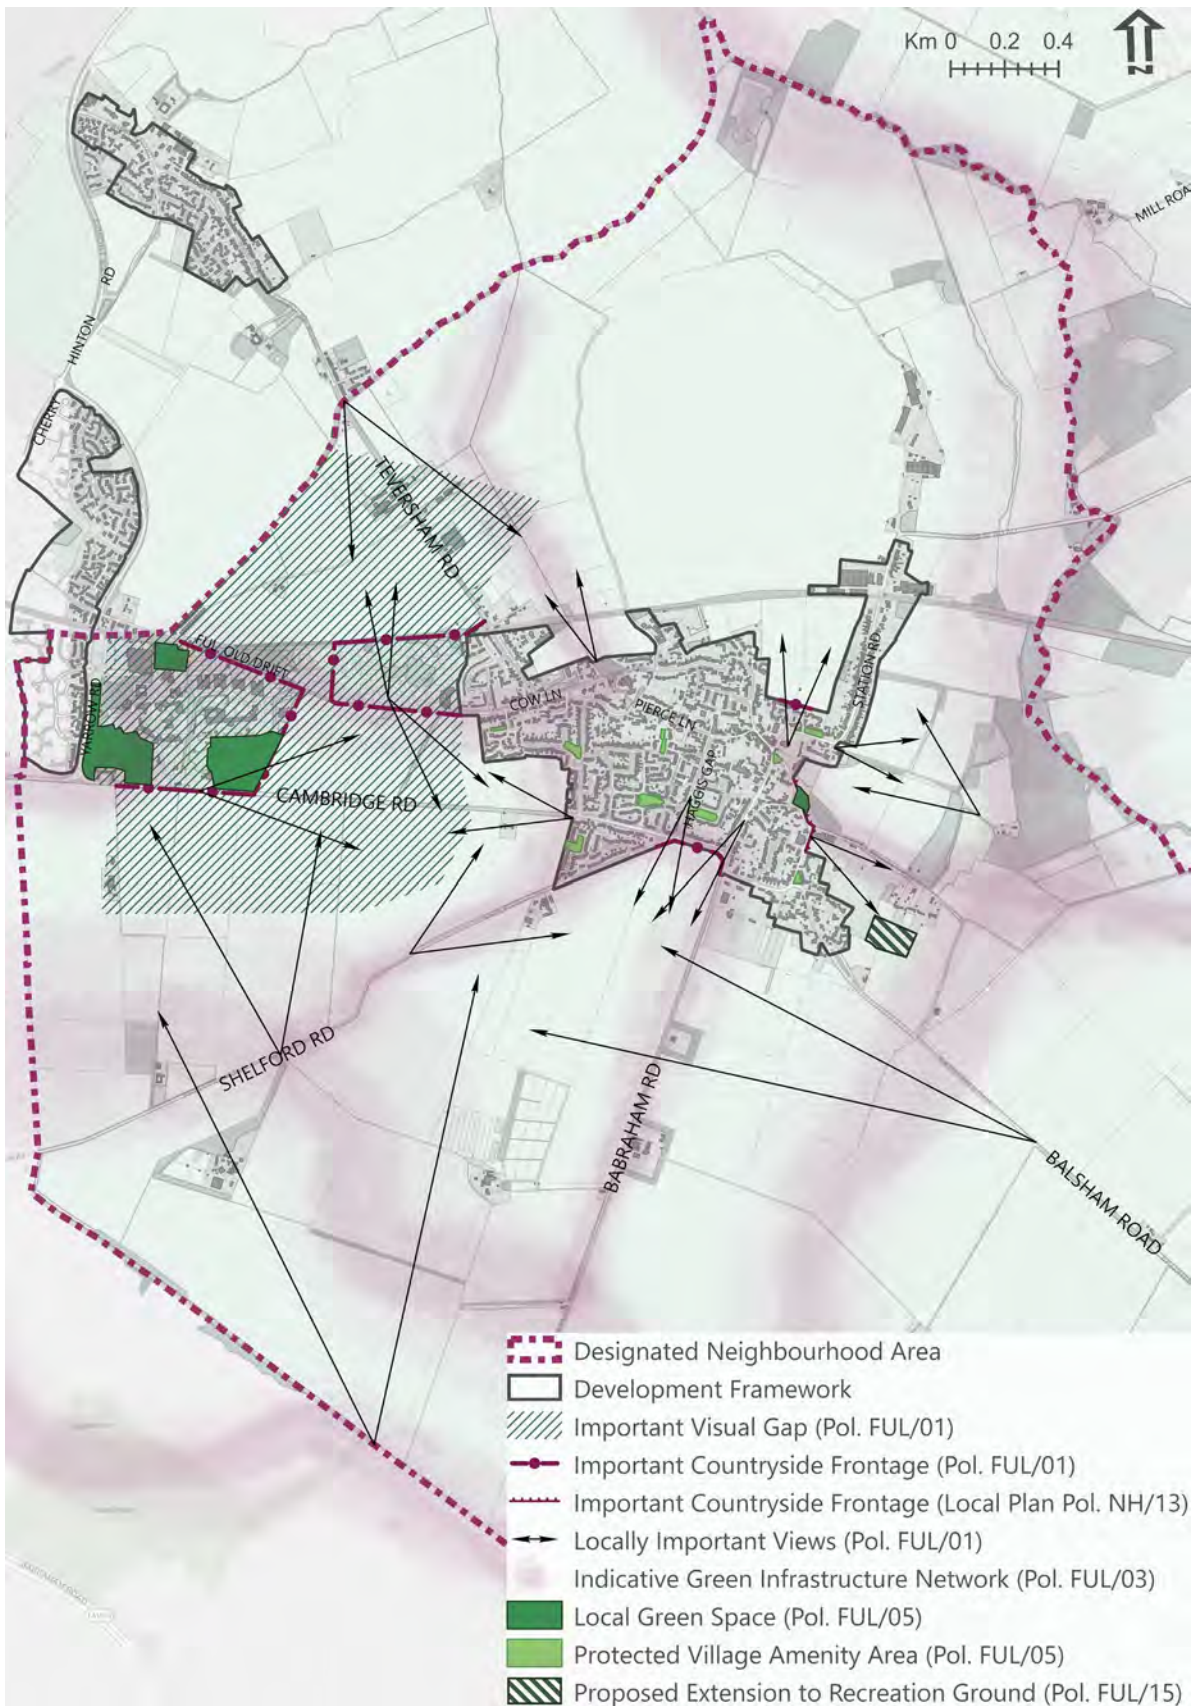 Km 0 0.2 0.4
N
MILL ROA
CHERRY HINTON RD
TEVERSHAM RD
FUL OLD DRIFT
YARROW RD
COW LN
PIERCE LN
STATION RD
HAGGIS GAP
CAMBRIDGE RD
SHELFORD RD
BABRAHAM RD
BALSHAM ROAD
Designated Neighbourhood Area
Development Framework
Important Visual Gap (Pol. FUL/01)
Important Countryside Frontage (Pol. FUL/01)
Important Countryside Frontage (Local Plan Pol. NH/13)
Locally Important Views (Pol. FUL/01)
Indicative Green Infrastructure Network (Pol. FUL/03)
Local Green Space (Pol. FUL/05)
Protected Village Amenity Area (Pol. FUL/05)
Proposed Extension to Recreation Ground (Pol. FUL/15)